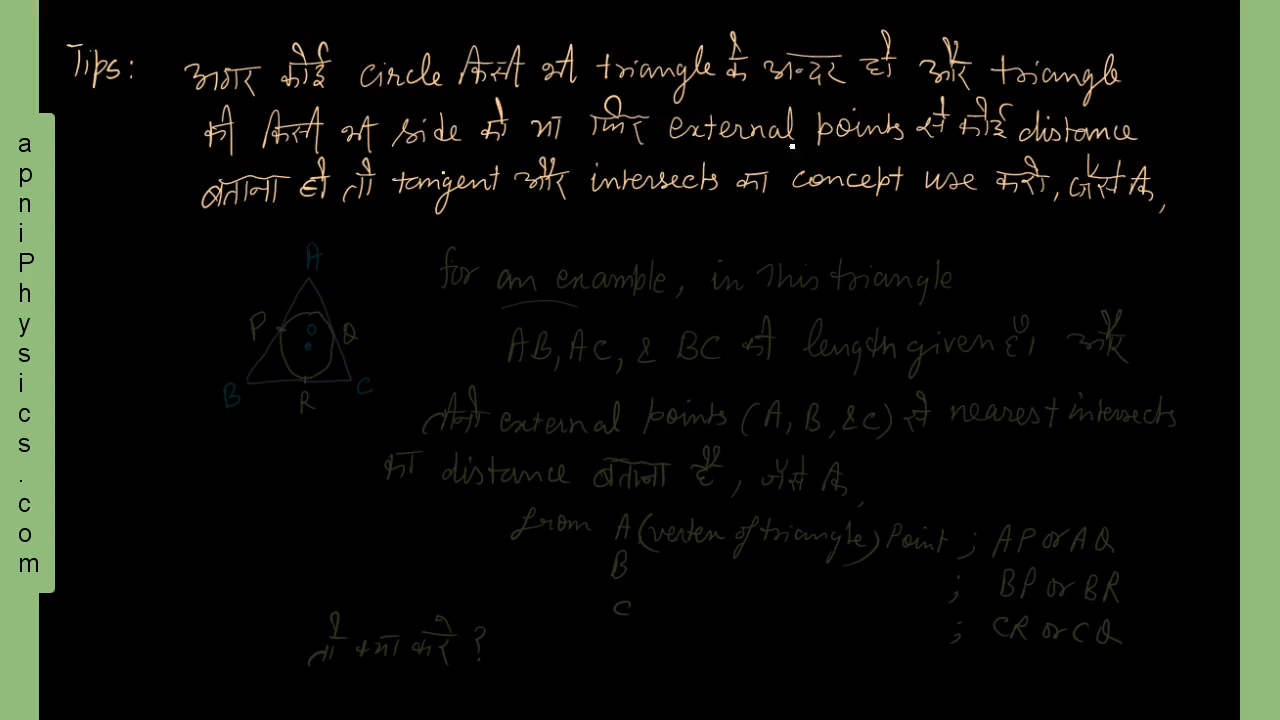 apniPhysics.com
Tips: अगर कोई circle किसी भी triangle के अन्दर हो और triangle
की किसी भी side को या फिर external points से कोई distance
बताना हो तो tangent और intersects का concept use करो, जैसे कि,
for an example, in this triangle
AB, AC, & BC की length given है। और
तीनो external points (A, B, & C) से nearest intersects
का distance बताना है, जैसे कि,
from A (vertex of triangle) Point ; AP or AQ
B ; BP or BR
C ; CR or CQ
तो क्या करे ?
A
P
Q
B
C
R